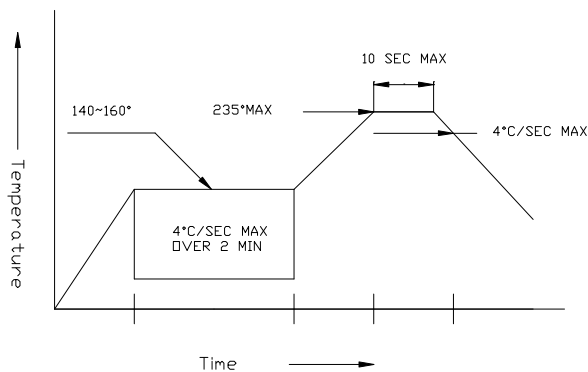 10 SEC MAX
140~160°
235°MAX
4°C/SEC MAX
Temperature
4°C/SEC MAX
OVER 2 MIN
Time